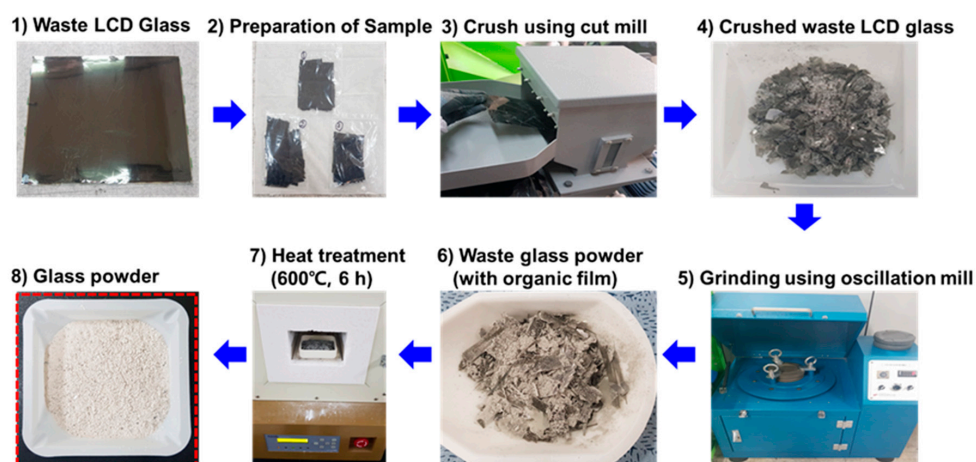 1) Waste LCD Glass
2) Preparation of Sample
3) Crush using cut mill
4) Crushed waste LCD glass
5) Grinding using oscillation mill
6) Waste glass powder
(with organic film)
7) Heat treatment
(600℃, 6 h)
8) Glass powder